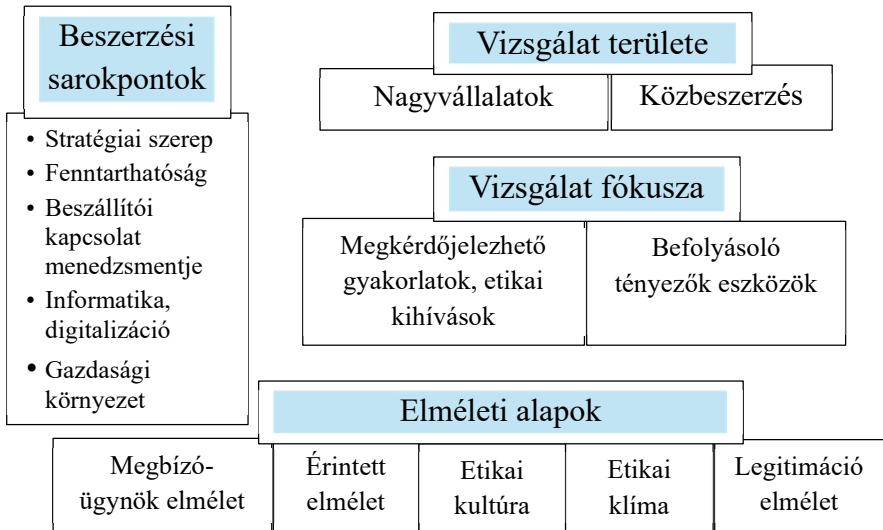 Beszerzési
sarokpontok
• Stratégiai szerep
• Fenntarthatóság
• Beszállítói
kapcsolat
menedzsmentje
• Informatika,
digitalizáció
• Gazdasági
környezet
Vizsgálat területe
Nagyvállalatok
Közbeszerzés
Vizsgálat fókusza
Megkérdőjelezhető
gyakorlatok, etikai
kihívások
Befolyásoló
tényezők eszközök
Elméleti alapok
Megbízó-
ügynök elmélet
Érintett
elmélet
Etikai
kultúra
Etikai
klíma
Legitimáció
elmélet